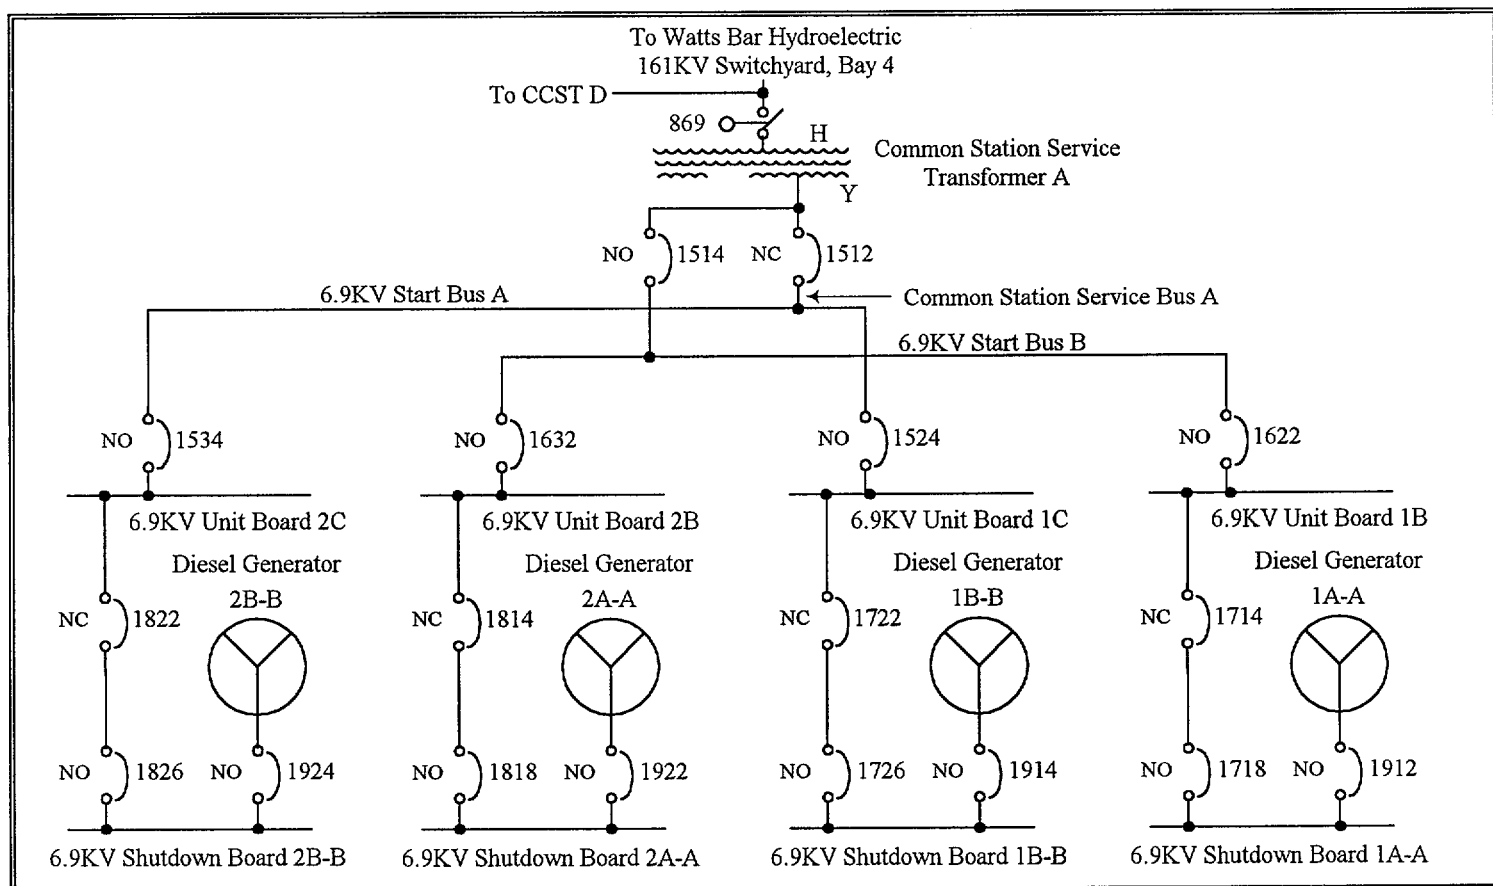 To Watts Bar Hydroelectric
161KV Switchyard, Bay 4
To CCST D
869
H
Common Station Service
Transformer A
Y
NO
1514
NC
1512
6.9KV Start Bus A
Common Station Service Bus A
6.9KV Start Bus B
NO
1534
NO
1632
NO
1524
NO
1622
6.9KV Unit Board 2C
6.9KV Unit Board 2B
6.9KV Unit Board 1C
6.9KV Unit Board 1B
Diesel Generator
2B-B
Diesel Generator
2A-A
Diesel Generator
1B-B
Diesel Generator
1A-A
NC
1822
NC
1814
NC
1722
NC
1714
NO
1826
NO
1924
NO
1818
NO
1922
NO
1726
NO
1914
NO
1718
NO
1912
6.9KV Shutdown Board 2B-B
6.9KV Shutdown Board 2A-A
6.9KV Shutdown Board 1B-B
6.9KV Shutdown Board 1A-A